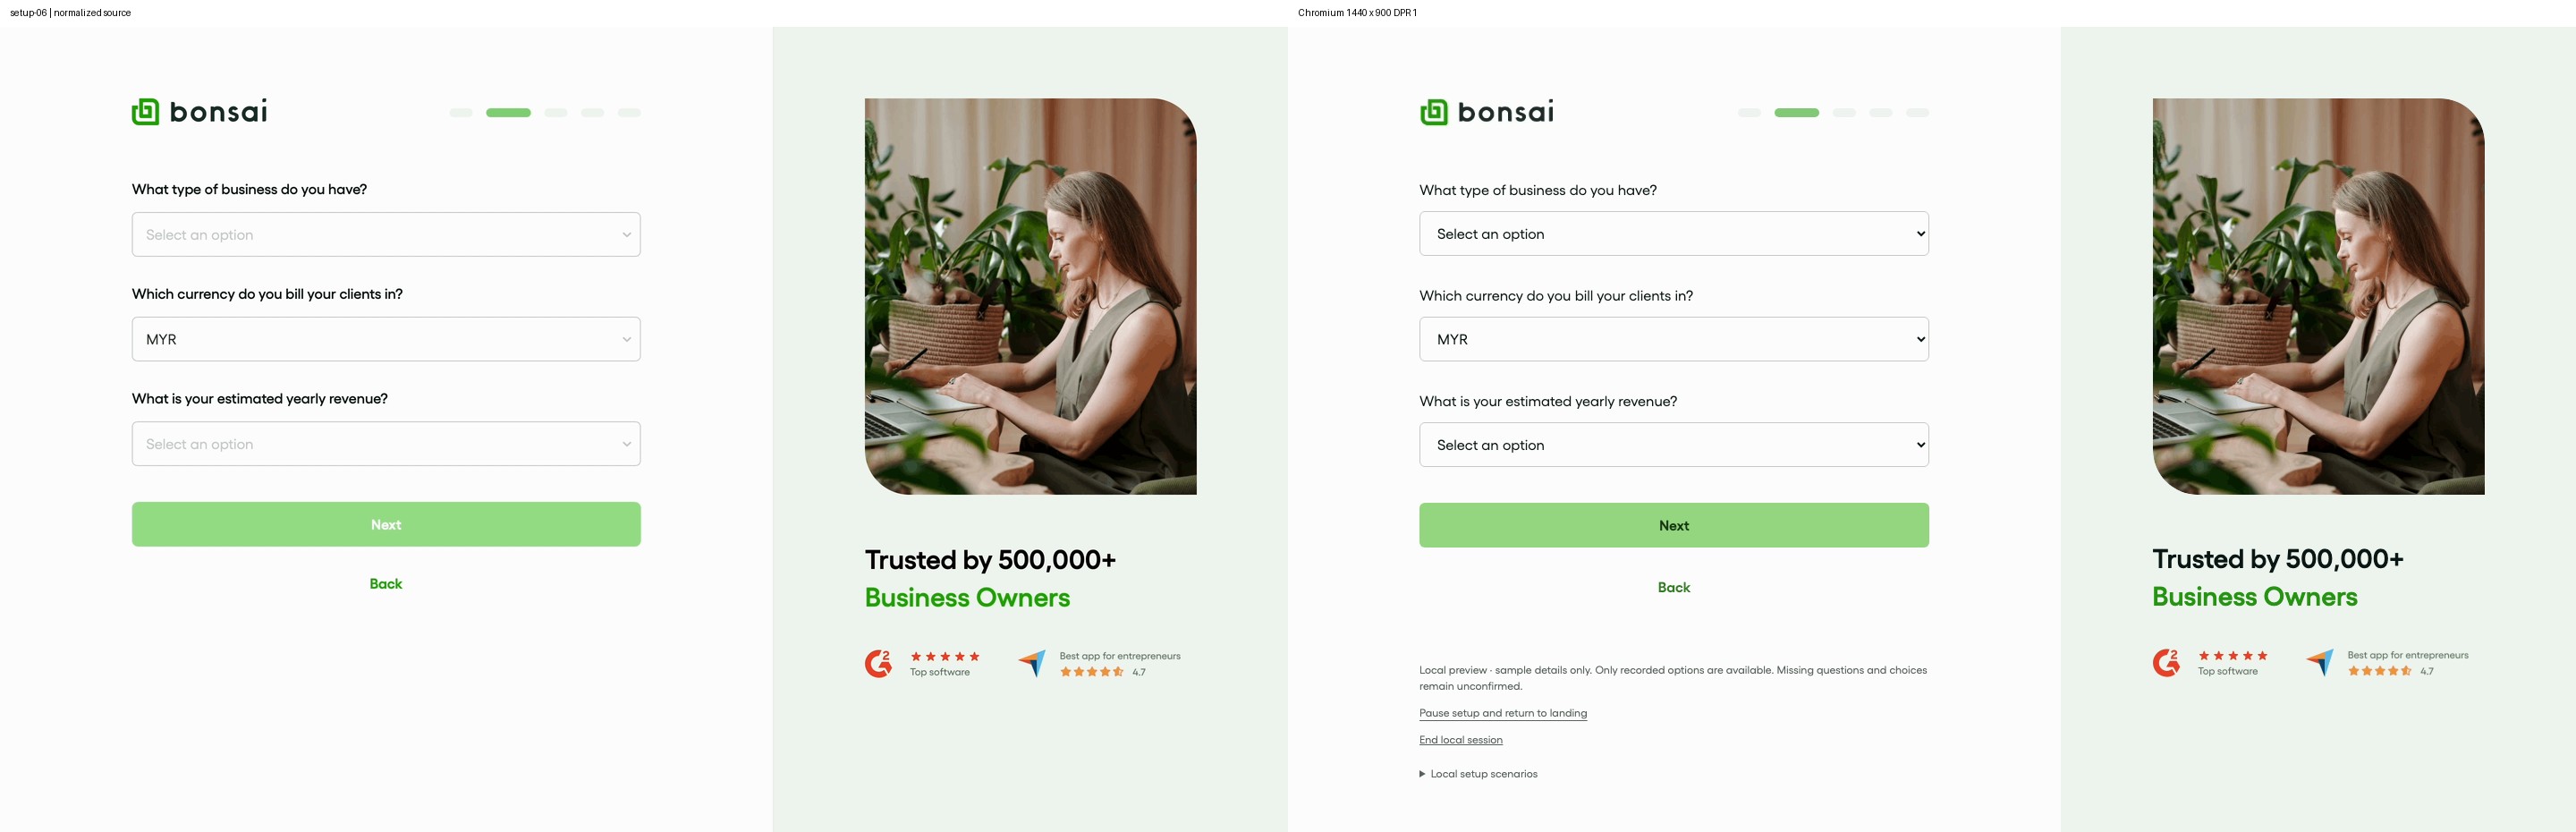 setup-06 | normalized source
bonsai
What type of business do you have?
Select an option
Which currency do you bill your clients in?
MYR
What is your estimated yearly revenue?
Select an option
Next
Back
Trusted by 500,000+
Business Owners
G2
Top software
Best app for entrepreneurs
4.7
Chromium 1440 x 900 DPR 1
bonsai
What type of business do you have?
Select an option
Which currency do you bill your clients in?
MYR
What is your estimated yearly revenue?
Select an option
Next
Back
Local preview · sample details only. Only recorded options are available. Missing questions and choices
remain unconfirmed.
Pause setup and return to landing
End local session
Local setup scenarios
Trusted by 500,000+
Business Owners
G2
Top software
Best app for entrepreneurs
4.7